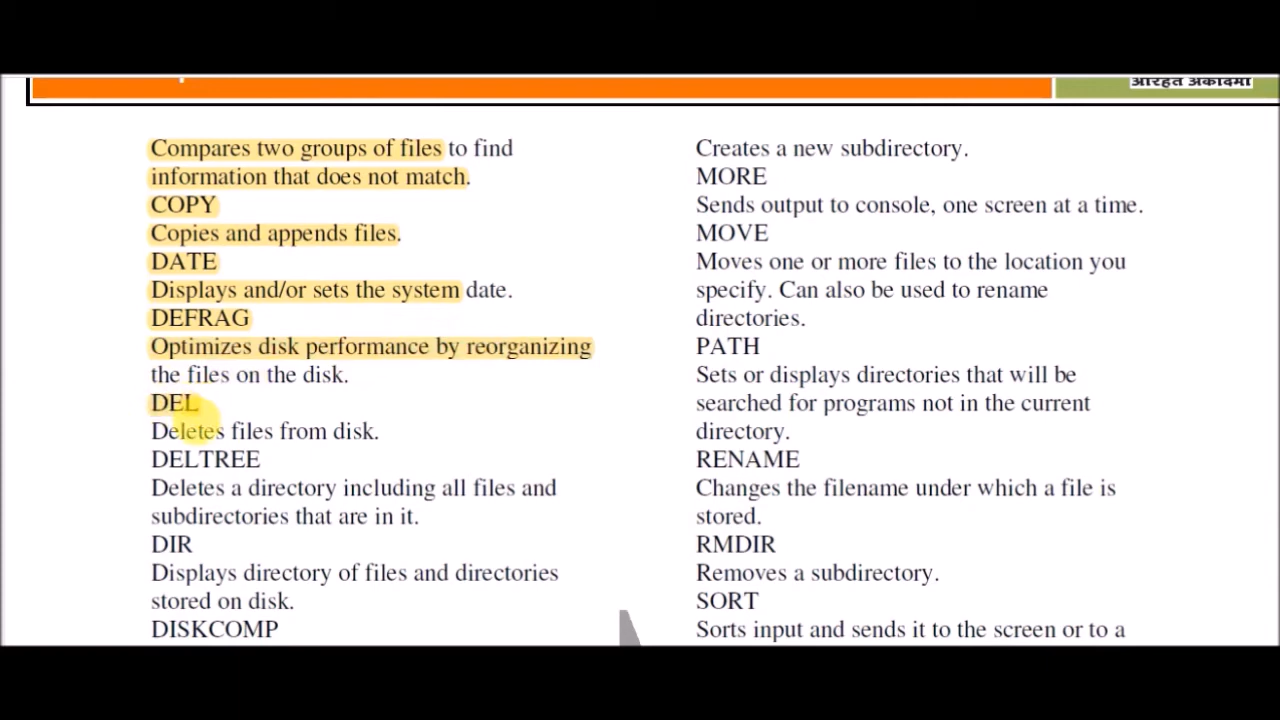 अरिहंत अकादमी
Compares two groups of files to find
information that does not match.
COPY
Copies and appends files.
DATE
Displays and/or sets the system date.
DEFRAG
Optimizes disk performance by reorganizing
the files on the disk.
DEL
Deletes files from disk.
DELTREE
Deletes a directory including all files and
subdirectories that are in it.
DIR
Displays directory of files and directories
stored on disk.
DISKCOMP
Creates a new subdirectory.
MORE
Sends output to console, one screen at a time.
MOVE
Moves one or more files to the location you
specify. Can also be used to rename
directories.
PATH
Sets or displays directories that will be
searched for programs not in the current
directory.
RENAME
Changes the filename under which a file is
stored.
RMDIR
Removes a subdirectory.
SORT
Sorts input and sends it to the screen or to a